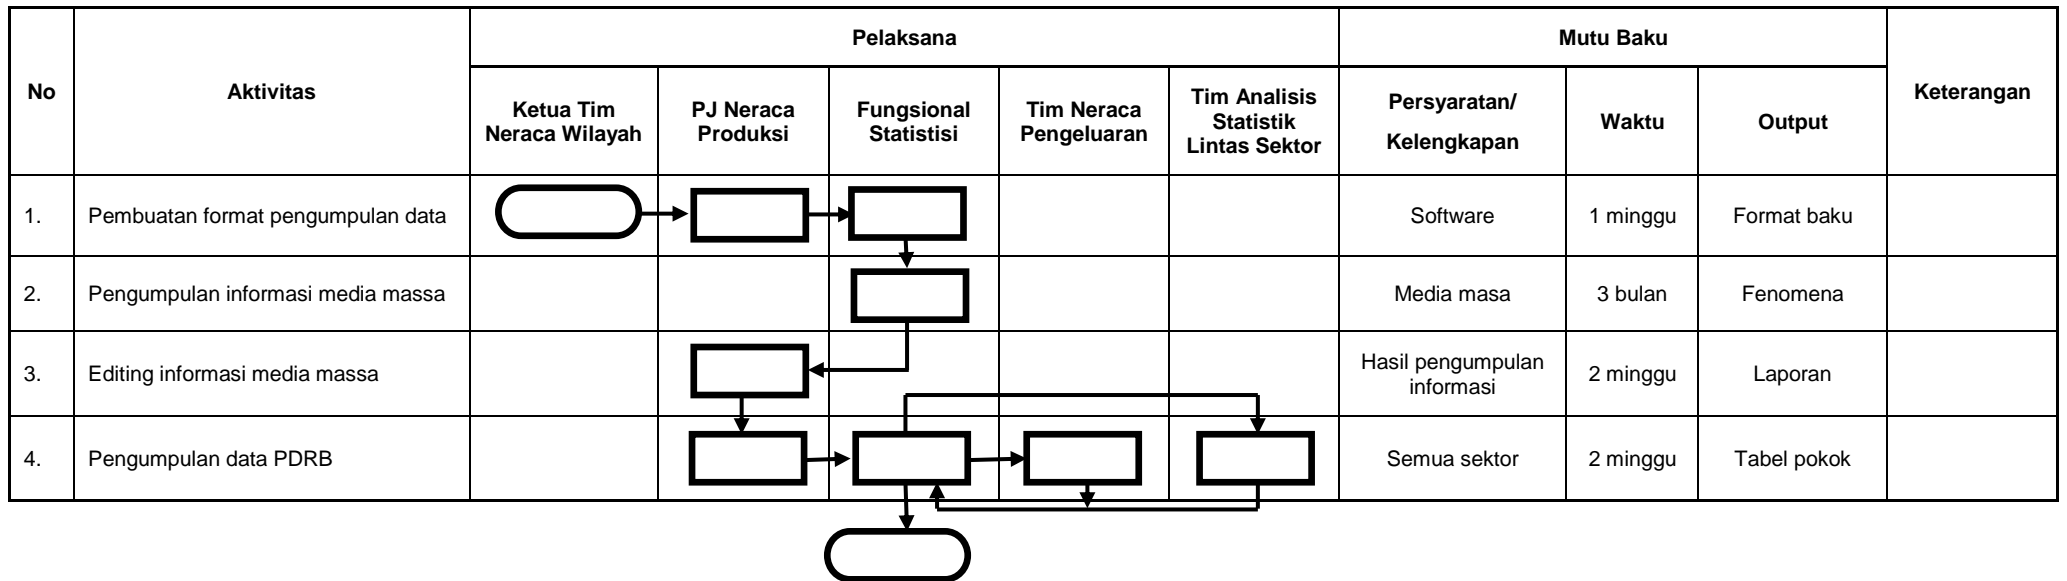 No
Aktivitas
Pelaksana
Mutu Baku
Keterangan
Ketua Tim
Neraca Wilayah
PJ Neraca
Produksi
Fungsional
Statistisi
Tim Neraca
Pengeluaran
Tim Analisis
Statistik
Lintas Sektor
Persyaratan/
Kelengkapan
Waktu
Output
1.
Pembuatan format pengumpulan data
Software
1 minggu
Format baku
2.
Pengumpulan informasi media massa
Media masa
3 bulan
Fenomena
3.
Editing informasi media massa
Hasil pengumpulan
informasi
2 minggu
Laporan
4.
Pengumpulan data PDRB
Semua sektor
2 minggu
Tabel pokok